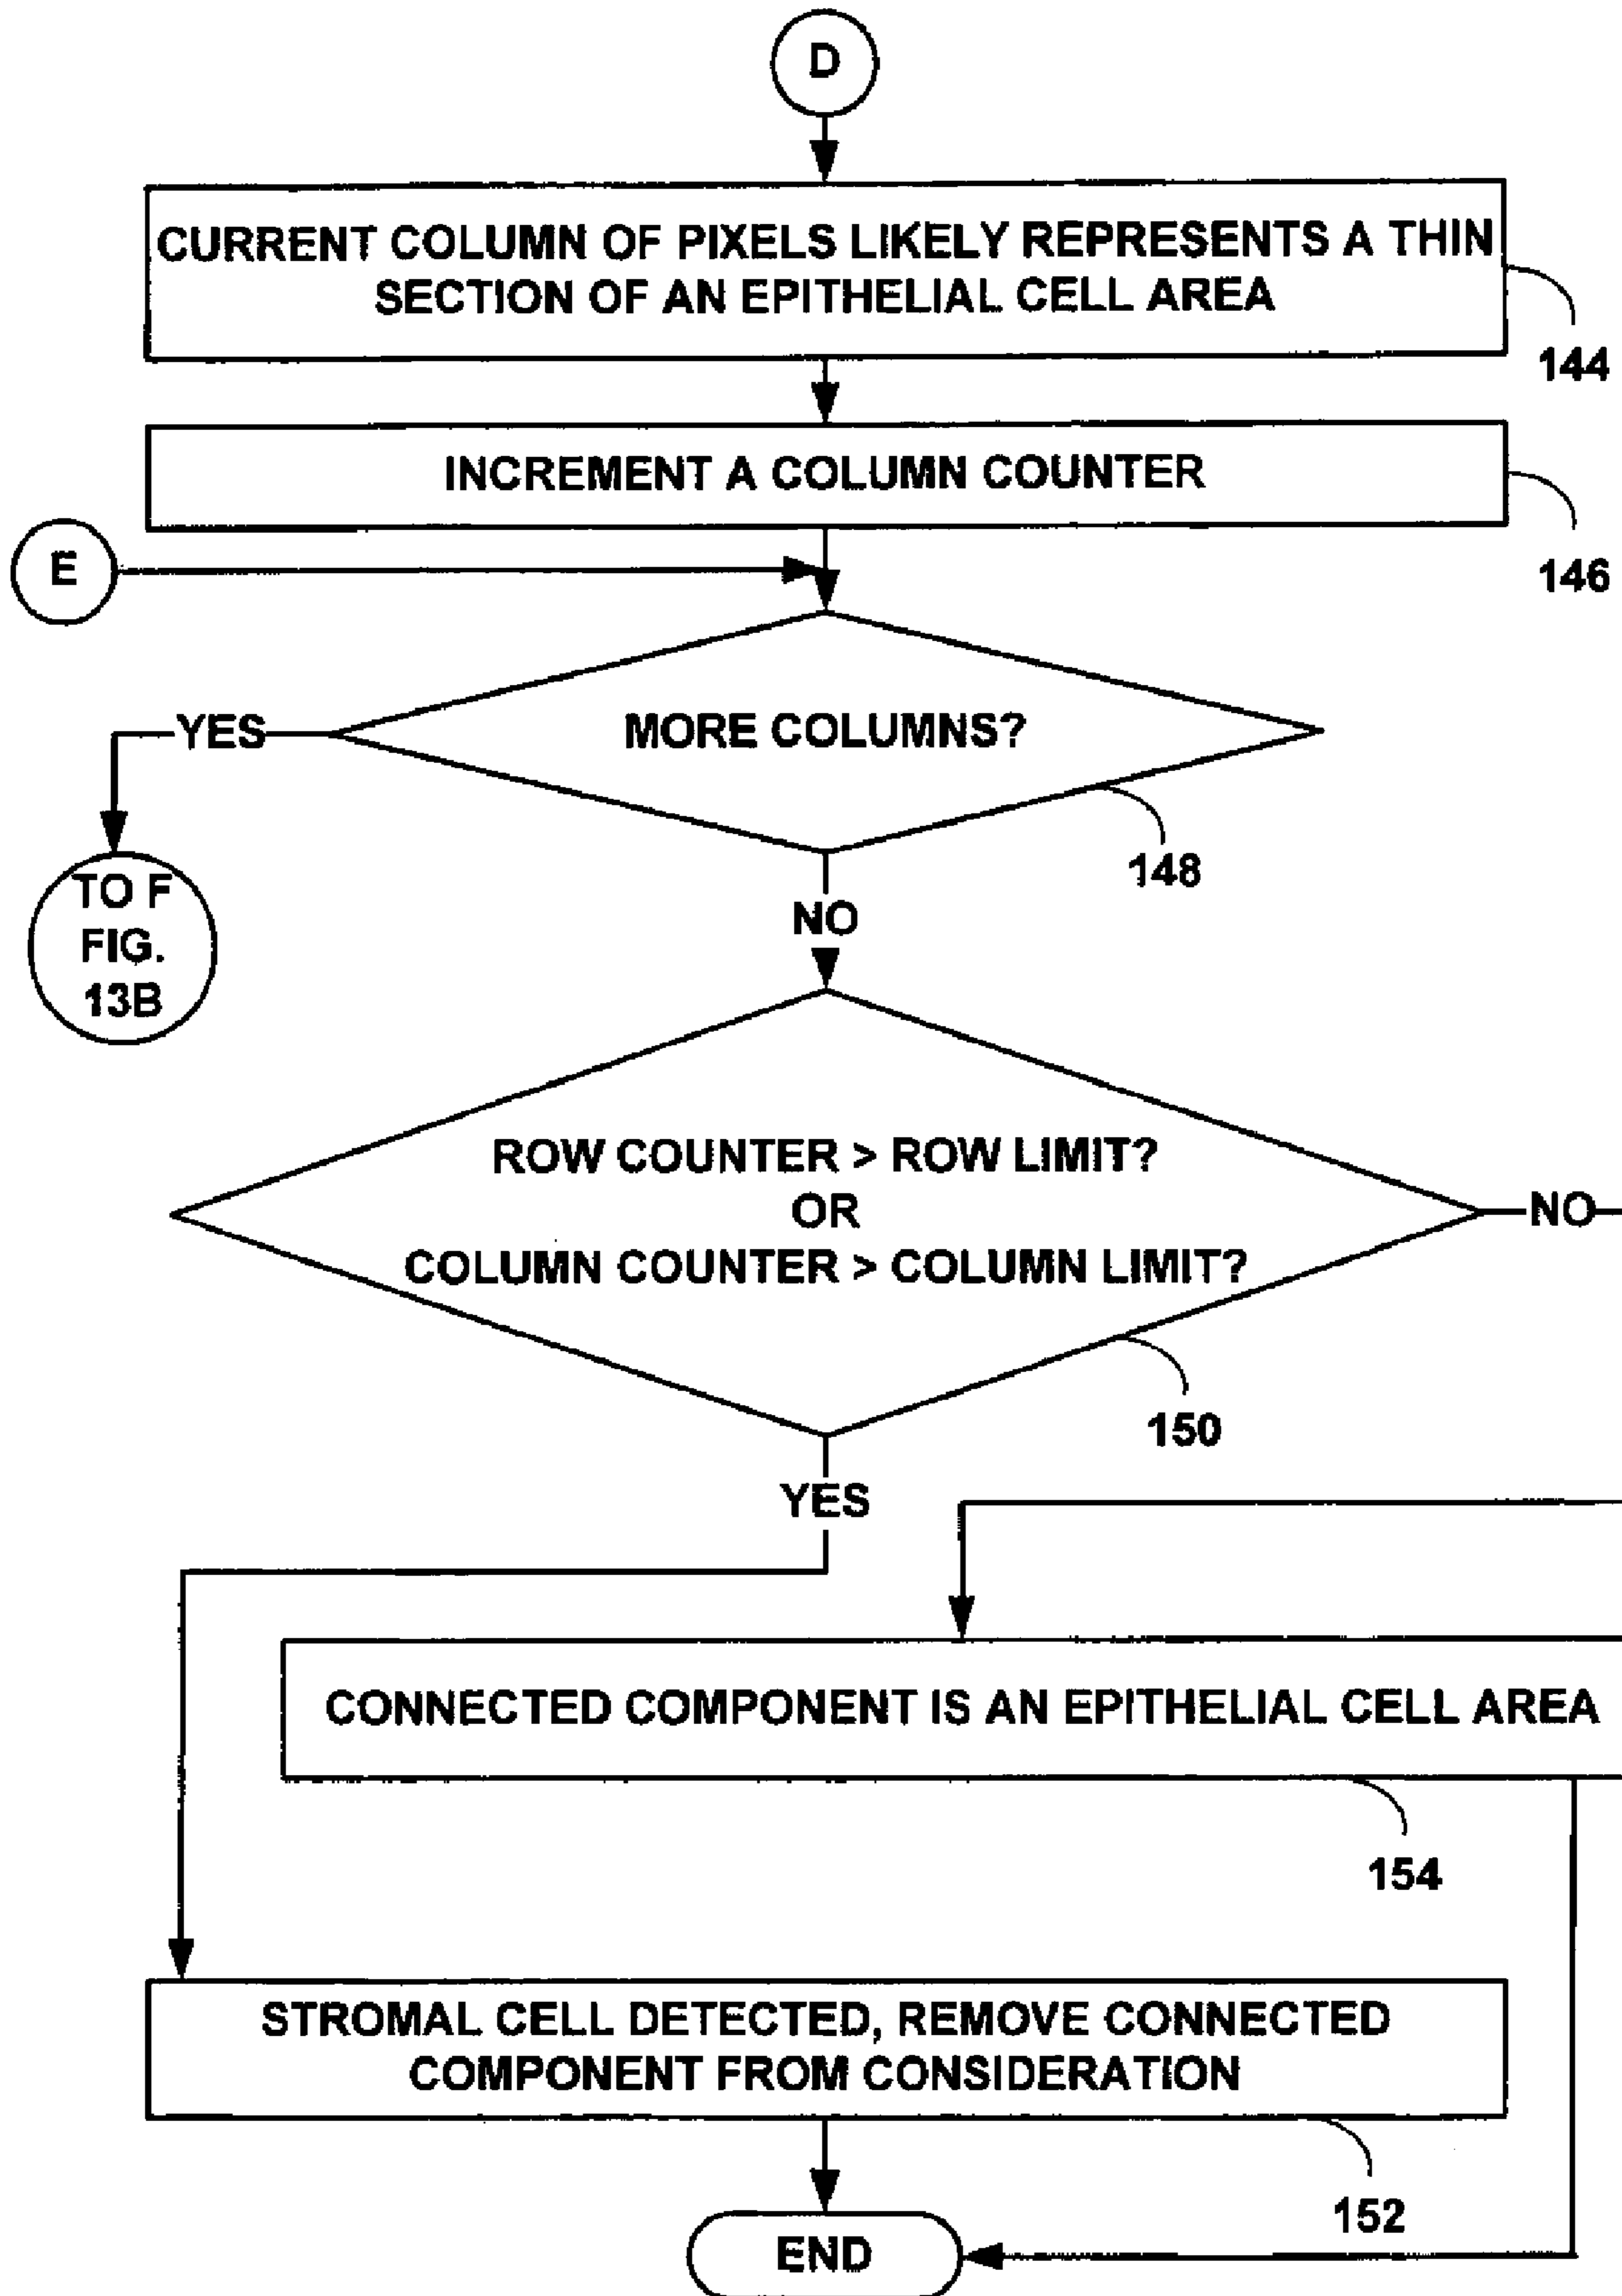 D
CURRENT COLUMN OF PIXELS LIKELY REPRESENTS A THIN
SECTION OF AN EPITHELIAL CELL AREA
144
INCREMENT A COLUMN COUNTER
146
E
MORE COLUMNS?
YES
148
TO F
FIG.
13B
NO
ROW COUNTER > ROW LIMIT?
OR
COLUMN COUNTER > COLUMN LIMIT?
NO
150
YES
CONNECTED COMPONENT IS AN EPITHELIAL CELL AREA
154
STROMAL CELL DETECTED, REMOVE CONNECTED
COMPONENT FROM CONSIDERATION
152
END